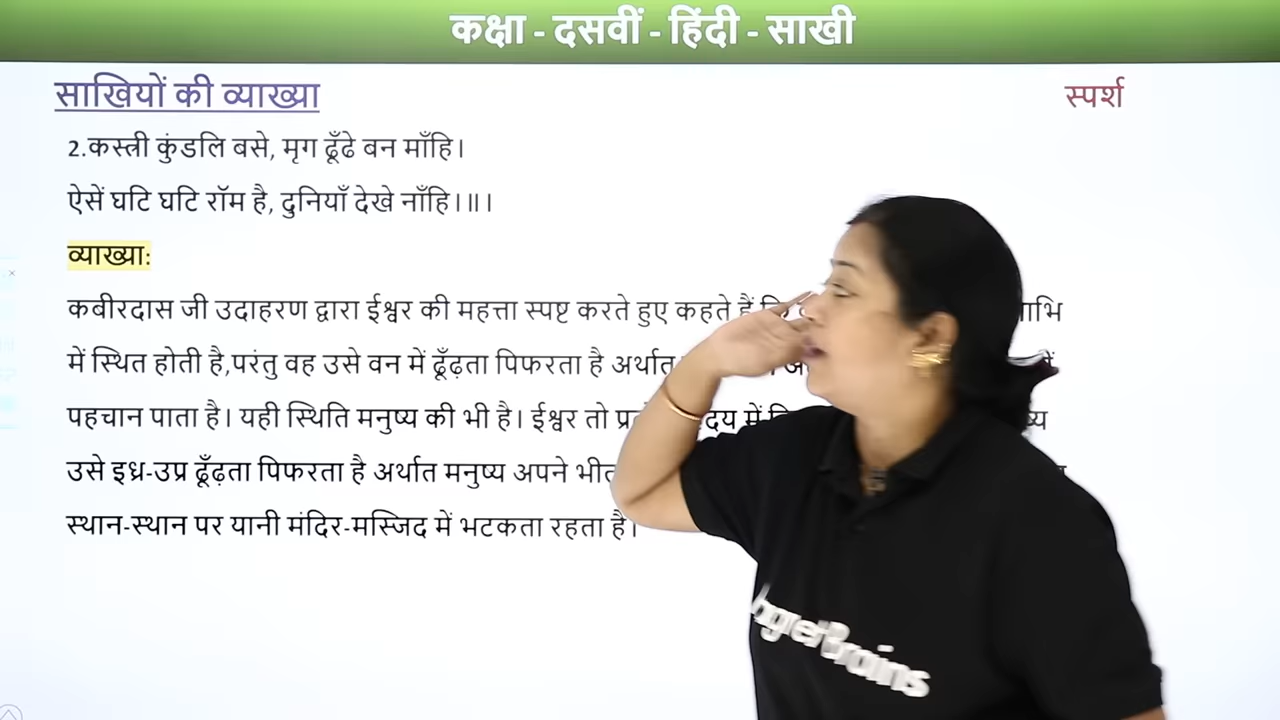 कक्षा - दसवीं - हिंदी - साखी
साखियों की व्याख्या
स्पर्श
2.कस्त्री कुंडलि बसे, मृग ढूँढे बन माँहि।
ऐसें घटि घटि रॉम है, दुनियाँ देखे नाँहि।॥।
व्याख्या:
कबीरदास जी उदाहरण द्वारा ईश्वर की महत्ता स्पष्ट करते हुए कहते हैं
में स्थित होती है,परंतु वह उसे वन में ढूँढ़ता पिफरता है अर्थात
पहचान पाता है। यही स्थिति मनुष्य की भी है। ईश्वर तो में
उसे इध्र-उप्र ढूँढ़ता पिफरता है अर्थात मनुष्य अपने
स्थान-स्थान पर यानी मंदिर-मस्जिद में भटकता रहता है।